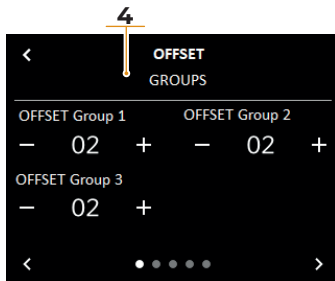 4
< OFFSET
GROUPS
OFFSET Group 1 OFFSET Group 2
− 02 + − 02 +
OFFSET Group 3
− 02 +
< >